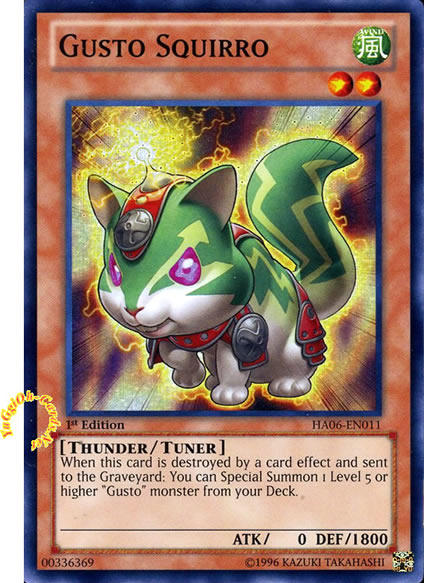 GUSTO SQUIRRO
WIND
風
1st Edition
HA06-EN011
[THUNDER/TUNER]
When this card is destroyed by a card effect and sent
to the Graveyard: You can Special Summon 1 Level 5 or
higher "Gusto" monster from your Deck.
ATK/ 0 DEF/1800
00336369
©1996 KAZUKI TAKAHASHI
YuGgiOh-Cards.Net